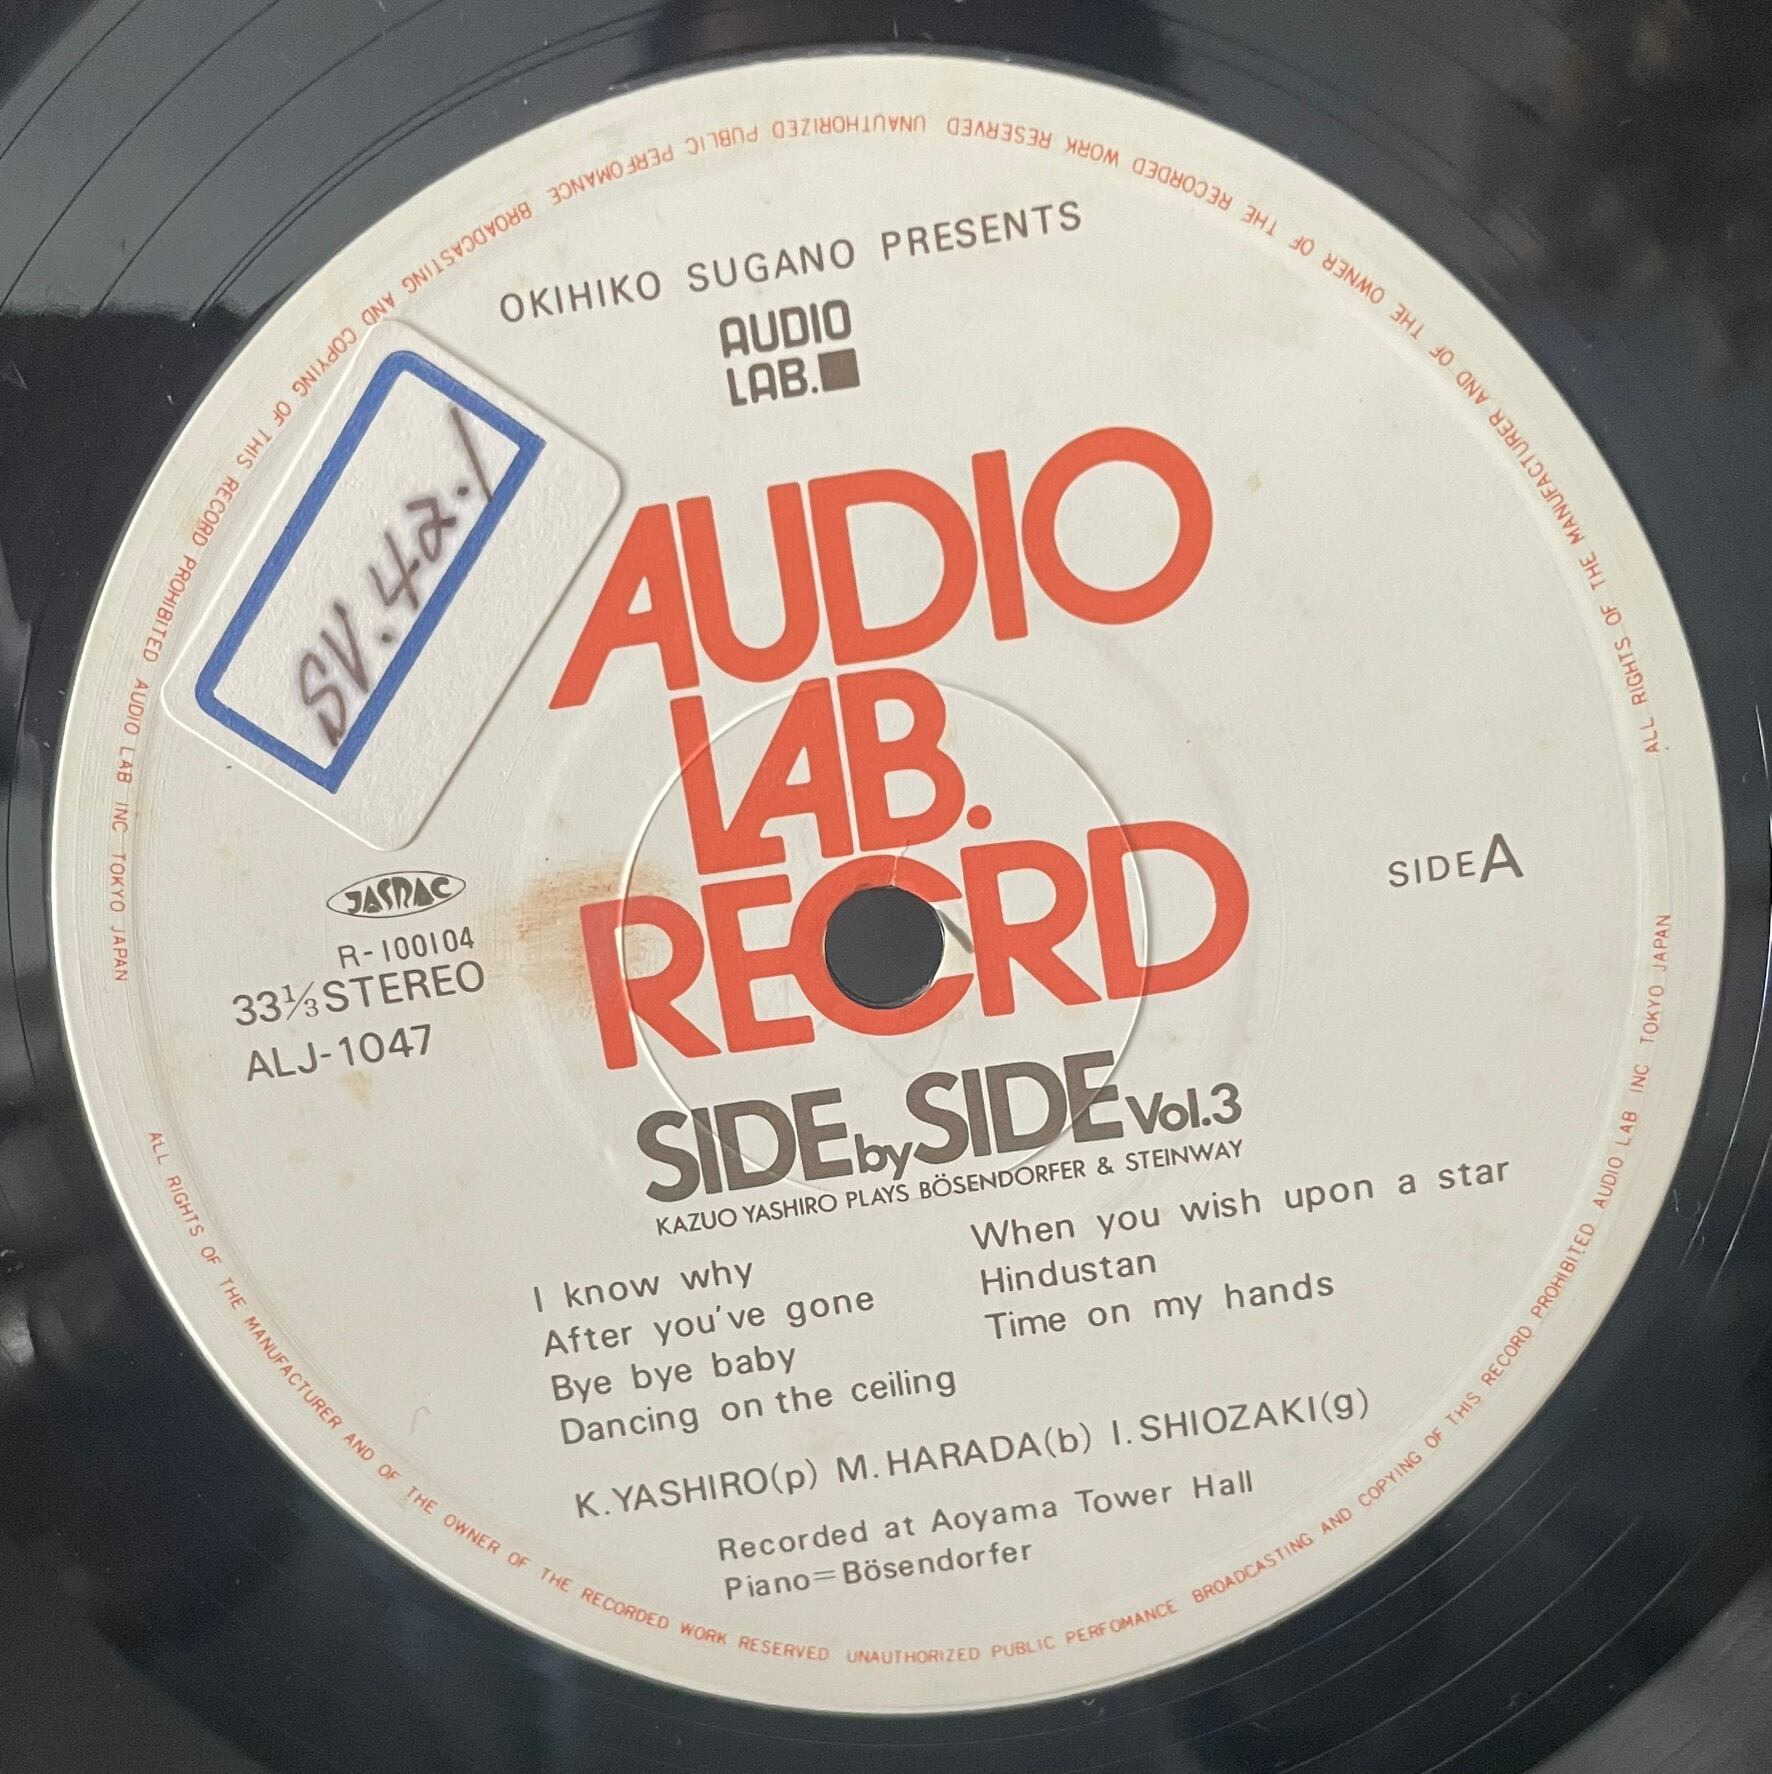 OKIHIKO SUGANO PRESENTS
AUDIO
LAB.
AUDIO
LAB.
RECORD
SV.42.1
JASRAC
R-100104
33⅓ STEREO
ALJ-1047
SIDE A
SIDE by SIDE Vol.3
KAZUO YASHIRO PLAYS BÖSENDORFER & STEINWAY
I know why
After you've gone
Bye bye baby
Dancing on the ceiling
When you wish upon a star
Hindustan
Time on my hands
K.YASHIRO(p) M.HARADA(b) I.SHIOZAKI(g)
Recorded at Aoyama Tower Hall
Piano=Bösendorfer
ALL RIGHTS OF THE MANUFACTURER AND OF THE OWNER OF THE RECORDED WORK RESERVED UNAUTHORIZED PUBLIC PERFOMANCE BROADCASTING AND COPYING OF THIS RECORD PROHIBITED AUDIO LAB INC TOKYO JAPAN
ALL RIGHTS OF THE MANUFACTURER AND OF THE OWNER OF THE RECORDED WORK RESERVED UNAUTHORIZED PUBLIC PERFOMANCE BROADCASTING AND COPYING OF THIS RECORD PROHIBITED AUDIO LAB INC TOKYO JAPAN